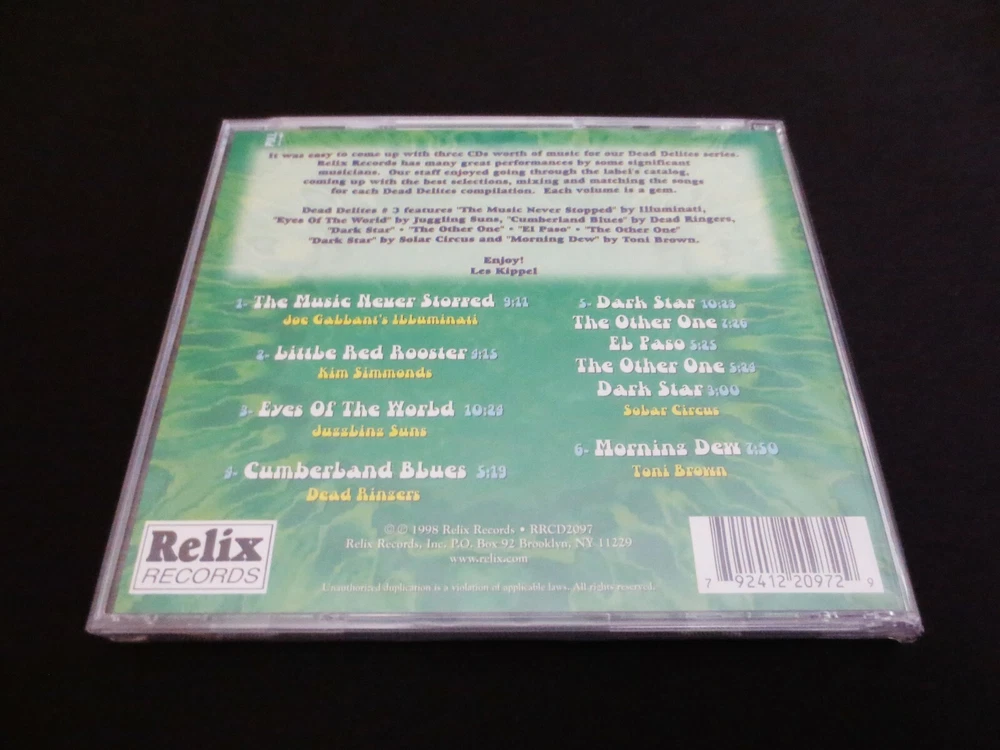 It was easy to come up with three CDs worth of music for our Dead Delites series.
Relix Records has many great performances by some significant
musicians. Our staff enjoyed going through the label's catalog,
coming up with the best selections, mixing and matching the songs
for each Dead Delites compilation. Each volume is a gem.
Dead Delites # 3 features "The Music Never Stopped" by Illuminati,
"Eyes Of The World" by Juggling Suns, "Cumberland Blues" by Dead Ringers,
"Dark Star" • "The Other One" • "El Paso" • "The Other One"
"Dark Star" by Solar Circus and "Morning Dew" by Toni Brown.
Enjoy!
Les Kippel
1- The Music Never Stopped 9:11
Joe Gallant's Illuminati
2- Little Red Rooster
Kim Simmonds
3- Eyes Of The World
Juggling Suns
4- Cumberland Blues 5:19
Dead Ringers
5- Dark Star
The Other One
El Paso 5:25
The Other One
Dark Star 3:00
Solar Circus
6- Morning Dew 7:50
Toni Brown
Relix
RECORDS
©℗ 1998 Relix Records • RRCD2097
Relix Records, Inc. P.O. Box 92 Brooklyn, NY 11229
www.relix.com
Unauthorized duplication is a violation of applicable laws. All rights reserved.
7 92412 20972 9